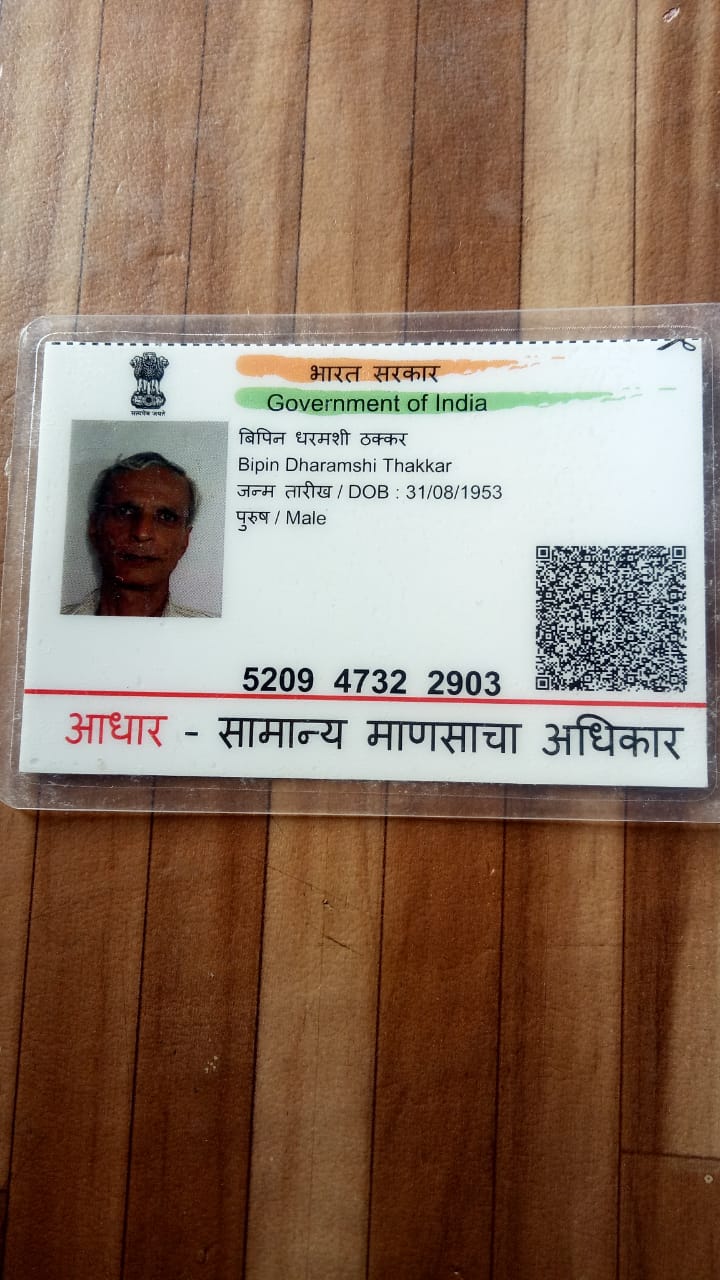 सत्यमेव जयते
भारत सरकार
Government of India
बिपिन धरमशी ठक्कर
Bipin Dharamshi Thakkar
जन्म तारीख / DOB : 31/08/1953
पुरुष / Male
5209 4732 2903
आधार - सामान्य माणसाचा अधिकार